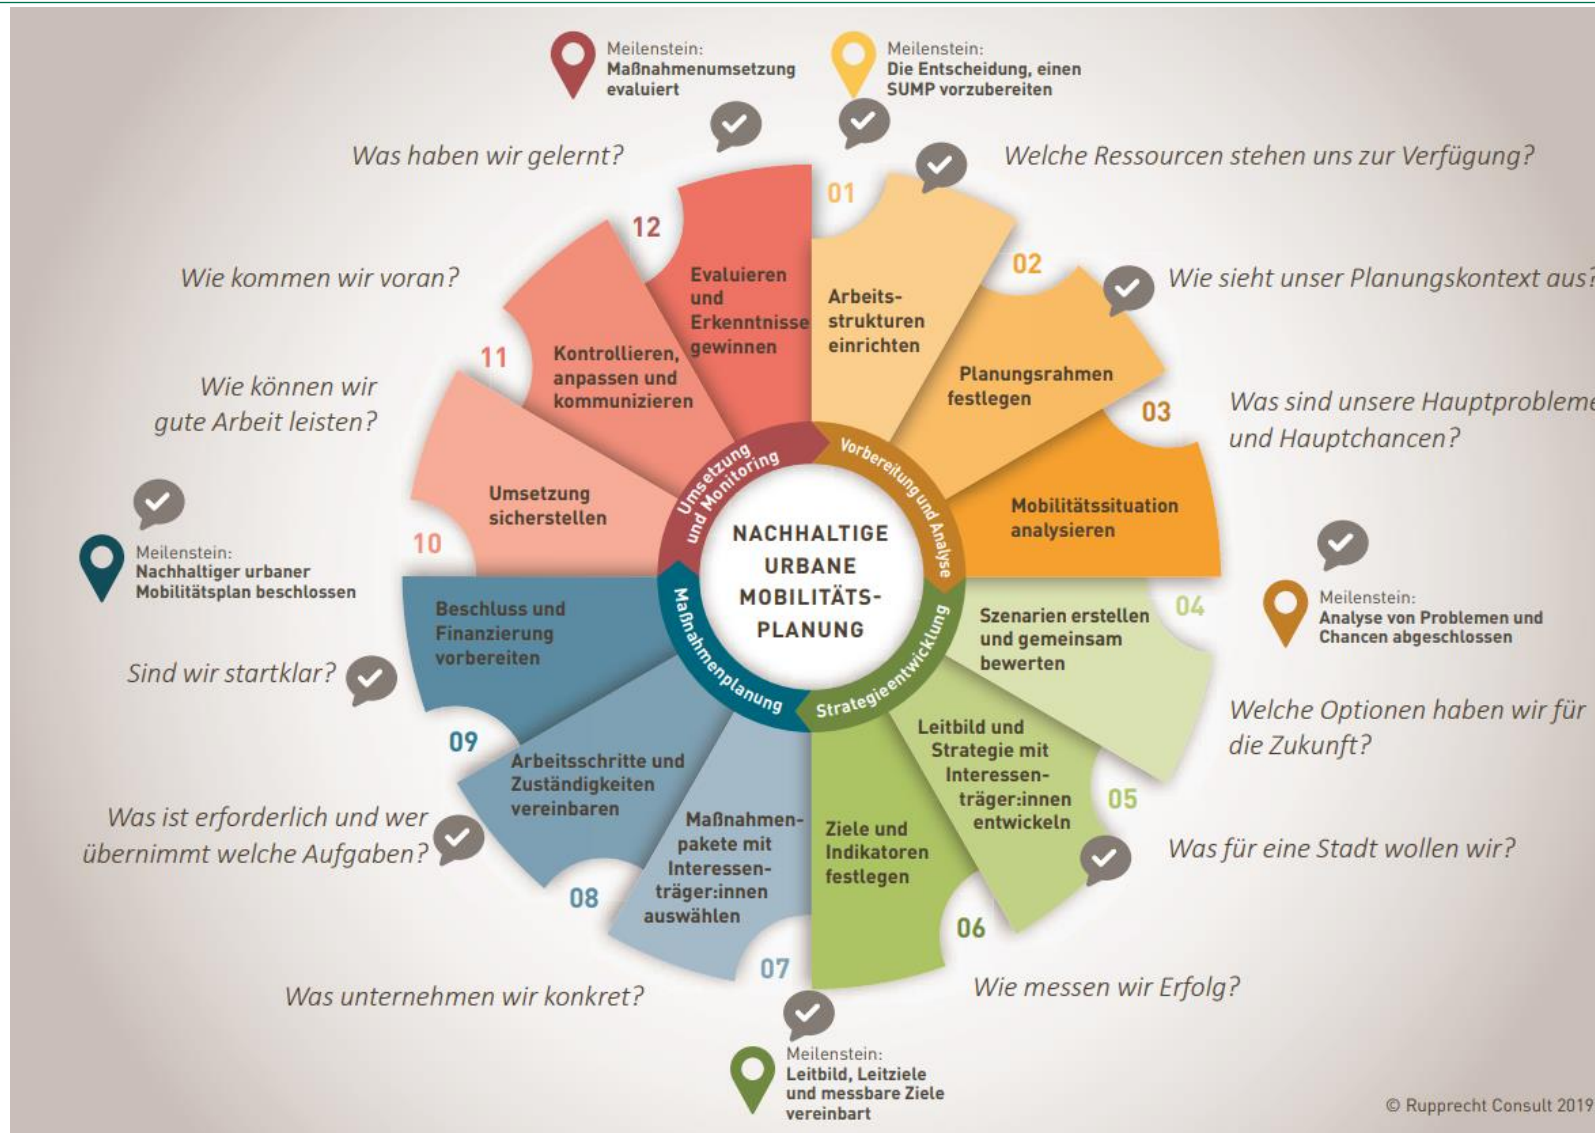 Meilenstein:
Maßnahmenumsetzung
evaluiert
Meilenstein:
Die Entscheidung, einen
SUMP vorzubereiten
Was haben wir gelernt?
Welche Ressourcen stehen uns zur Verfügung?
01
12
02
Wie kommen wir voran?
Wie sieht unser Planungskontext aus?
Evaluieren
und
Erkenntnisse
gewinnen
Arbeits-
strukturen
einrichten
11
Kontrollieren,
anpassen und
kommunizieren
Planungsrahmen
festlegen
03
Wie können wir
gute Arbeit leisten?
Was sind unsere Hauptprobleme
und Hauptchancen?
Umsetzung
sicherstellen
10
Mobilitätssituation
analysieren
Umsetzung
und Monitoring
Vorbereitung und Analyse
NACHHALTIGE
URBANE
MOBILITÄTS-
PLANUNG
Maßnahmenplanung
Strategieentwicklung
Meilenstein:
Nachhaltiger urbaner
Mobilitätsplan beschlossen
Beschluss und
Finanzierung
vorbereiten
Szenarien erstellen
und gemeinsam
bewerten
04
Meilenstein:
Analyse von Problemen und
Chancen abgeschlossen
Sind wir startklar?
09
Welche Optionen haben wir für
die Zukunft?
Arbeitsschritte und
Zuständigkeiten
vereinbaren
Leitbild und
Strategie mit
Interessen-
träger:innen
entwickeln
05
Was ist erforderlich und wer
übernimmt welche Aufgaben?
Maßnahmen-
pakete mit
Interessen-
träger:innen
auswählen
Ziele und
Indikatoren
festlegen
Was für eine Stadt wollen wir?
08
06
07
Was unternehmen wir konkret?
Wie messen wir Erfolg?
Meilenstein:
Leitbild, Leitziele
und messbare Ziele
vereinbart
© Rupprecht Consult 2019